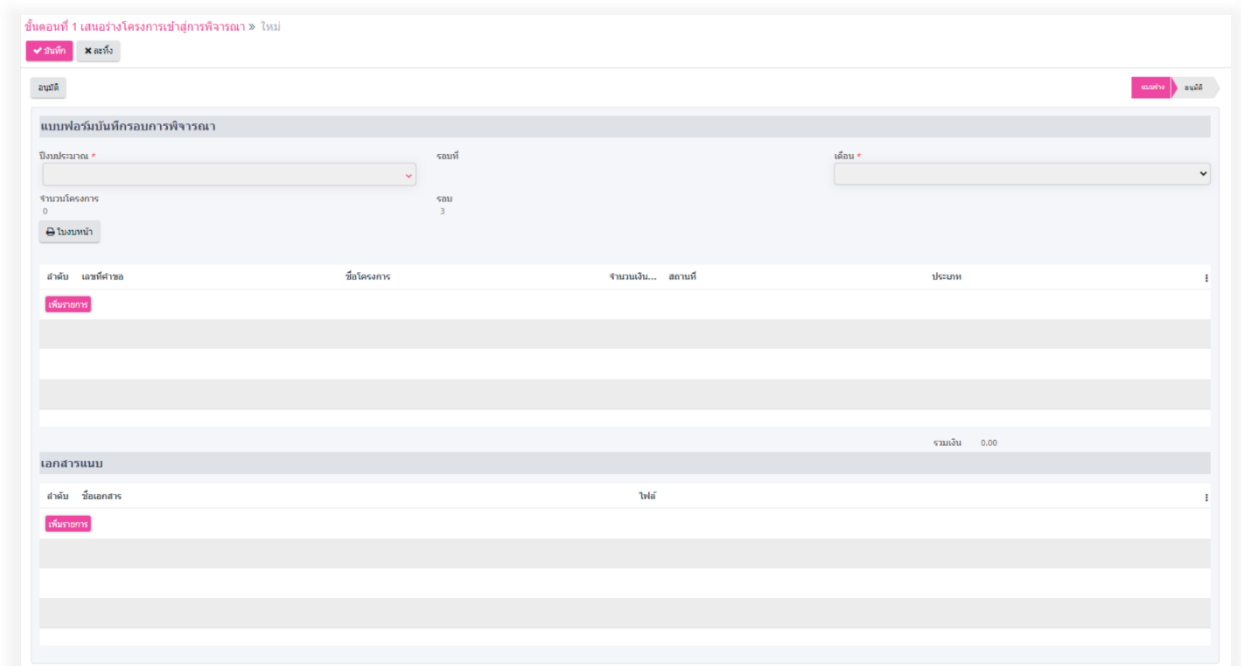 ขั้นตอนที่ 1 เสนอร่างโครงการเข้าสู่การพิจารณา » ใหม่
บันทึก ละทิ้ง
อนุมัติ แบบร่าง อนุมัติ
แบบฟอร์มบันทึกรอบการพิจารณา
ปีงบประมาณ * รอบที่ เดือน *
จำนวนโครงการ รอบ
0 3
ใบงบหน้า
ลำดับ เลขที่คำขอ ชื่อโครงการ จำนวนเงิน... สถานที่ ประเภท
เพิ่มรายการ
รวมเงิน 0.00
เอกสารแนบ
ลำดับ ชื่อเอกสาร ไฟล์
เพิ่มรายการ